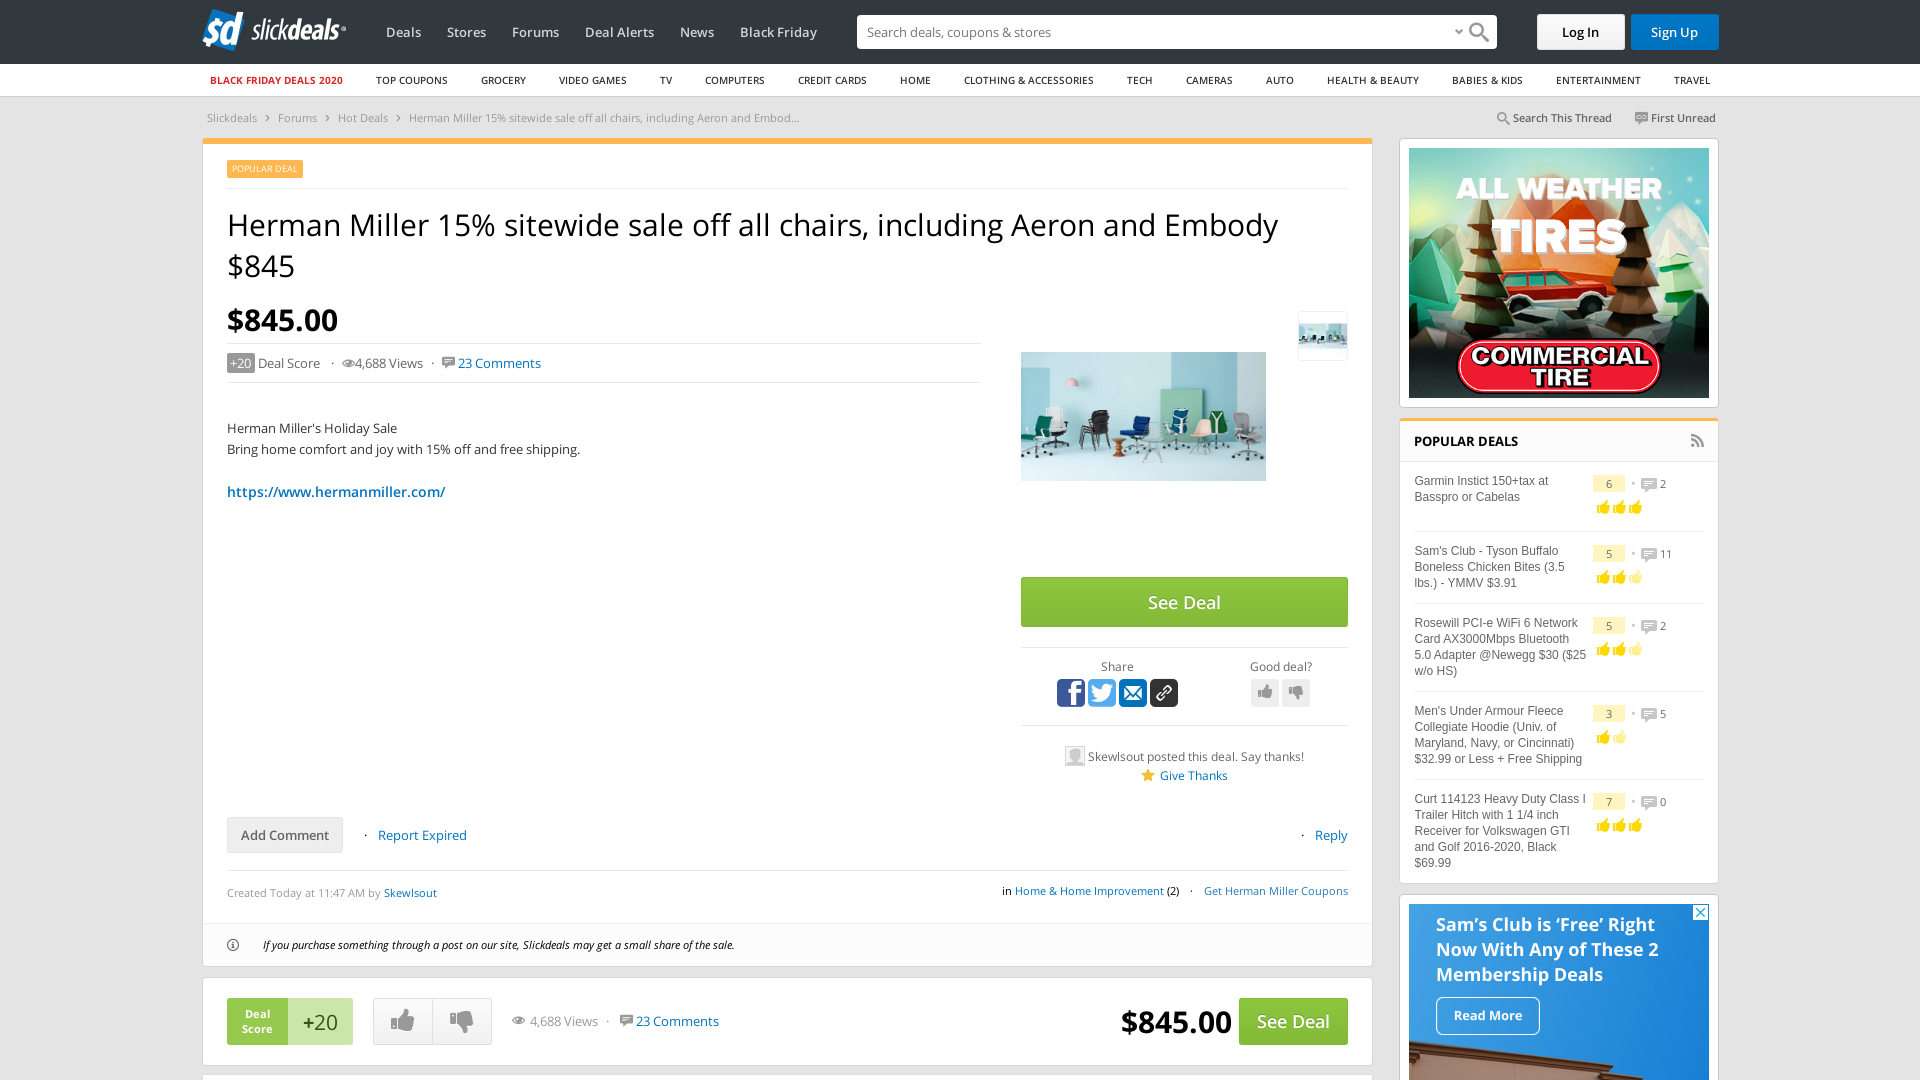 slickdeals
Deals
Stores
Forums
Deal Alerts
News
Black Friday
Search deals, coupons & stores
Log In
Sign Up
BLACK FRIDAY DEALS 2020
TOP COUPONS
GROCERY
VIDEO GAMES
TV
COMPUTERS
CREDIT CARDS
HOME
CLOTHING & ACCESSORIES
TECH
CAMERAS
AUTO
HEALTH & BEAUTY
BABIES & KIDS
ENTERTAINMENT
TRAVEL
Slickdeals › Forums › Hot Deals › Herman Miller 15% sitewide sale off all chairs, including Aeron and Embod...
Search This Thread
First Unread
POPULAR DEAL
Herman Miller 15% sitewide sale off all chairs, including Aeron and Embody
$845
$845.00
+20 Deal Score · 4,688 Views · 23 Comments
Herman Miller's Holiday Sale
Bring home comfort and joy with 15% off and free shipping.
https://www.hermanmiller.com/
See Deal
Share
Good deal?
Skewlsout posted this deal. Say thanks!
Give Thanks
Add Comment
· Report Expired
· Reply
Created Today at 11:47 AM by Skewlsout
in Home & Home Improvement (2) · Get Herman Miller Coupons
If you purchase something through a post on our site, Slickdeals may get a small share of the sale.
Deal
Score
+20
4,688 Views · 23 Comments
$845.00
See Deal
ALL WEATHER
TIRES
COMMERCIAL
TIRE
POPULAR DEALS
Garmin Instict 150+tax at
Basspro or Cabelas
6 • 2
Sam's Club - Tyson Buffalo
Boneless Chicken Bites (3.5
lbs.) - YMMV $3.91
5 • 11
Rosewill PCI-e WiFi 6 Network
Card AX3000Mbps Bluetooth
5.0 Adapter @Newegg $30 ($25
w/o HS)
5 • 2
Men's Under Armour Fleece
Collegiate Hoodie (Univ. of
Maryland, Navy, or Cincinnati)
$32.99 or Less + Free Shipping
3 • 5
Curt 114123 Heavy Duty Class I
Trailer Hitch with 1 1/4 inch
Receiver for Volkswagen GTI
and Golf 2016-2020, Black
$69.99
7 • 0
Sam's Club is ‘Free’ Right
Now With Any of These 2
Membership Deals
Read More